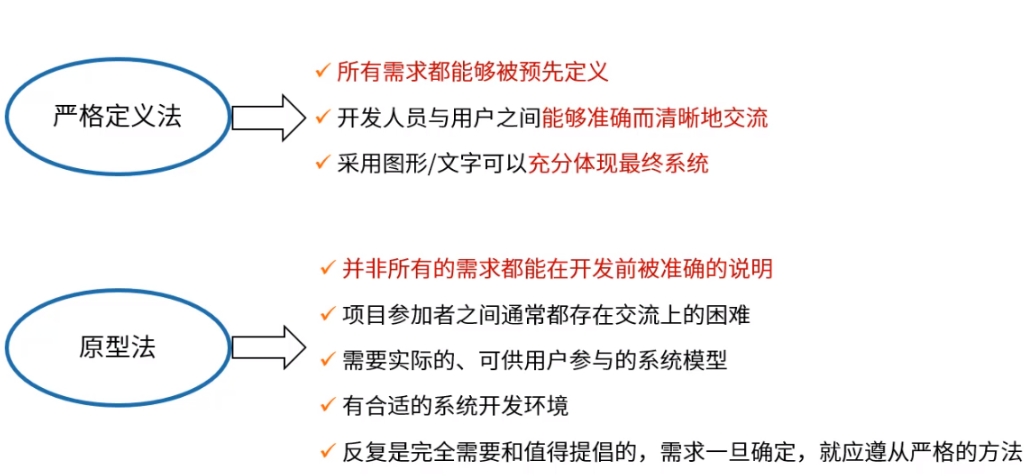 严格定义法
所有需求都能够被预先定义
开发人员与用户之间能够准确而清晰地交流
采用图形/文字可以充分体现最终系统
原型法
并非所有的需求都能在开发前被准确的说明
项目参加者之间通常都存在交流上的困难
需要实际的、可供用户参与的系统模型
有合适的系统开发环境
反复是完全需要和值得提倡的，需求一旦确定，就应遵从严格的方法